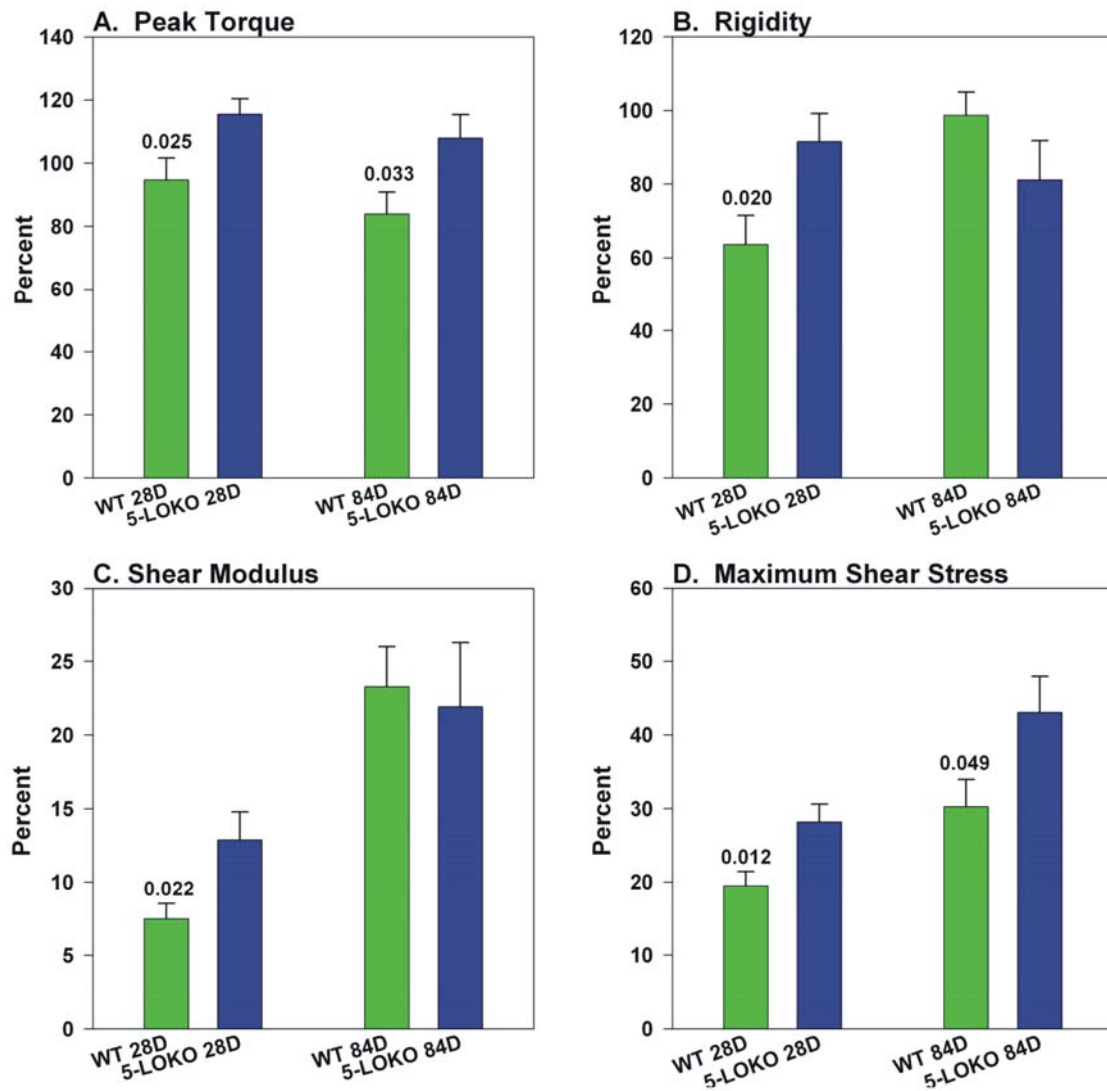 A. Peak Torque
140
120
100
80
60
40
20
0
Percent
0.025
0.033
WT 28D
5-LOKO 28D
WT 84D
5-LOKO 84D
B. Rigidity
120
100
80
60
40
20
0
Percent
0.020
WT 28D
5-LOKO 28D
WT 84D
5-LOKO 84D
C. Shear Modulus
30
25
20
15
10
5
0
Percent
0.022
WT 28D
5-LOKO 28D
WT 84D
5-LOKO 84D
D. Maximum Shear Stress
60
50
40
30
20
10
0
Percent
0.012
0.049
WT 28D
5-LOKO 28D
WT 84D
5-LOKO 84D